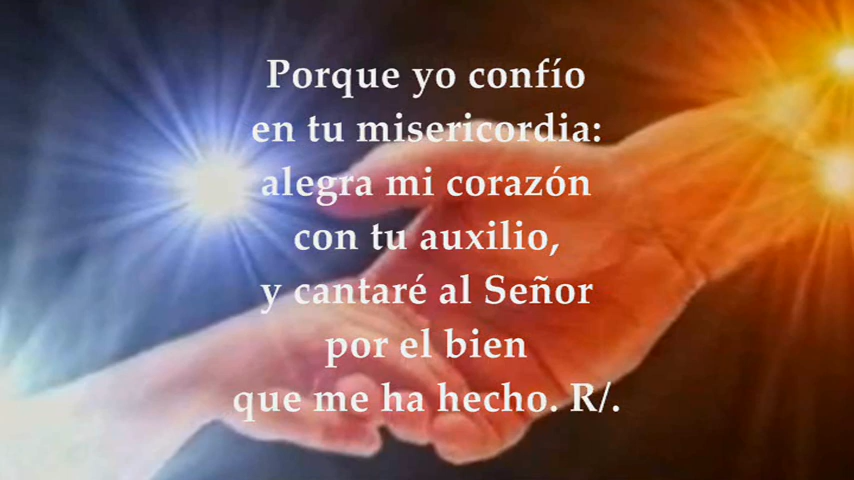 Porque yo confío
en tu misericordia:
alegra mi corazón
con tu auxilio,
y cantaré al Señor
por el bien
que me ha hecho. R/.